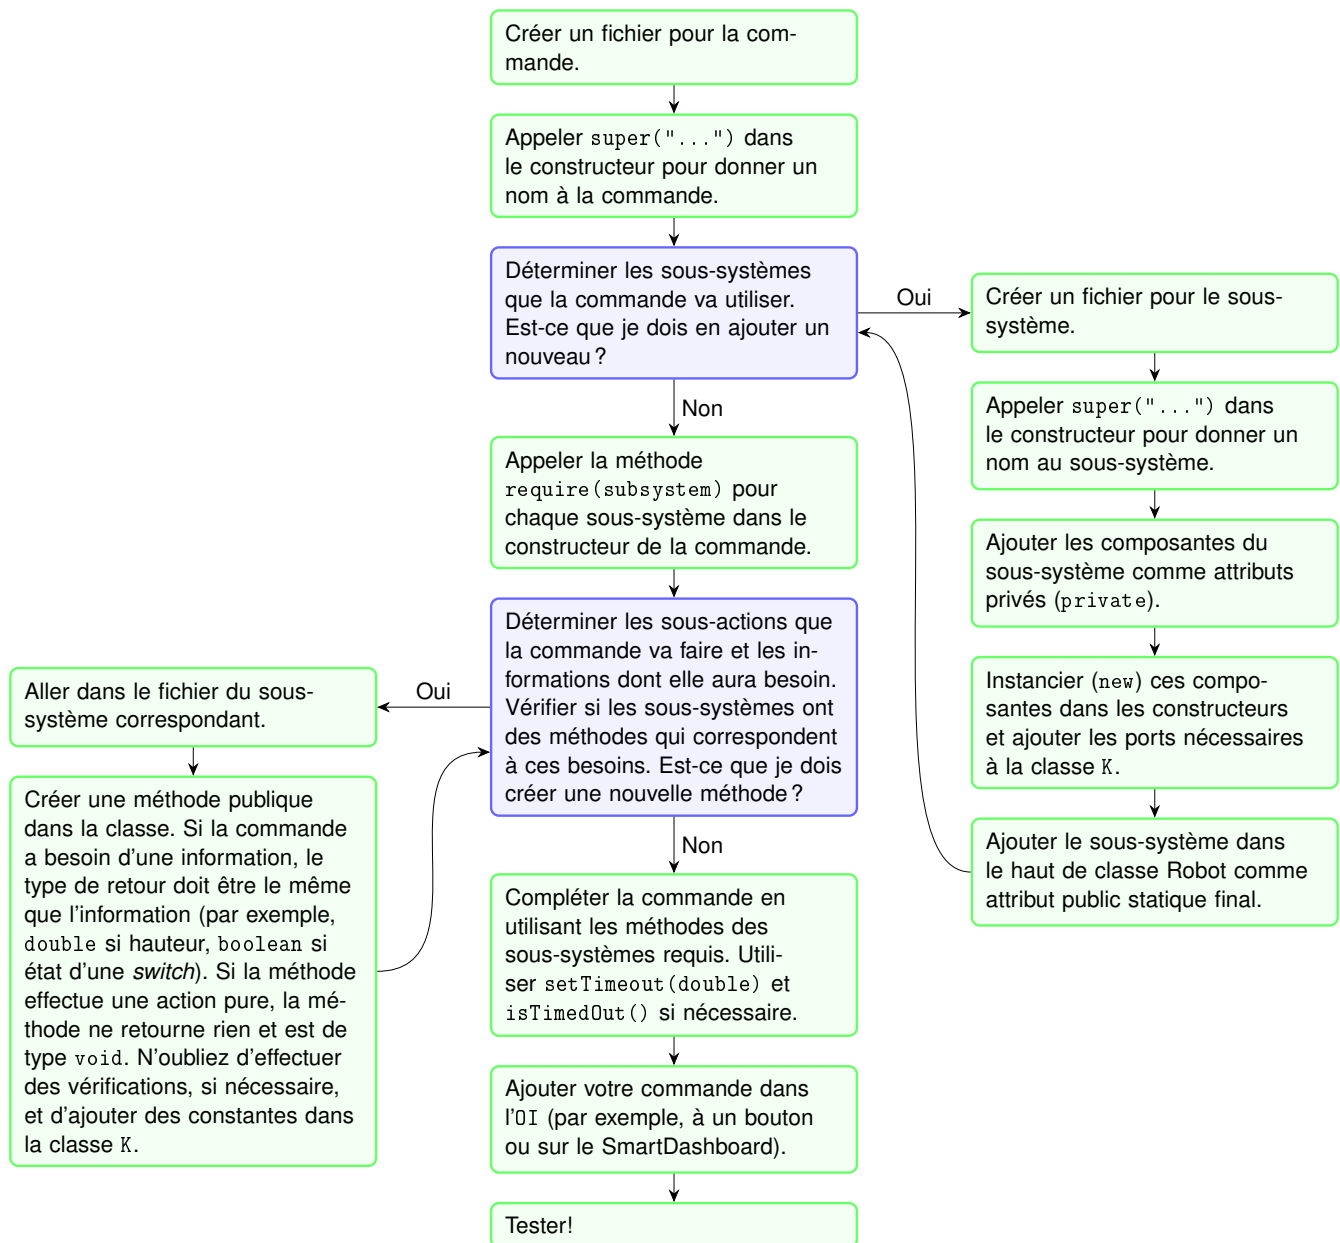 Créer un fichier pour la com-
mande.
Appeler super("...") dans
le constructeur pour donner un
nom à la commande.
Déterminer les sous-systèmes
que la commande va utiliser.
Est-ce que je dois en ajouter un
nouveau ?
Oui
Créer un fichier pour le sous-
système.
Appeler super("...") dans
le constructeur pour donner un
nom au sous-système.
Ajouter les composantes du
sous-système comme attributs
privés (private).
Instancier (new) ces compo-
santes dans les constructeurs
et ajouter les ports nécessaires
à la classe K.
Ajouter le sous-système dans
le haut de classe Robot comme
attribut public statique final.
Non
Appeler la méthode
require(subsystem) pour
chaque sous-système dans le
constructeur de la commande.
Déterminer les sous-actions que
la commande va faire et les in-
formations dont elle aura besoin.
Vérifier si les sous-systèmes ont
des méthodes qui correspondent
à ces besoins. Est-ce que je dois
créer une nouvelle méthode ?
Oui
Aller dans le fichier du sous-
système correspondant.
Créer une méthode publique
dans la classe. Si la commande
a besoin d'une information, le
type de retour doit être le même
que l'information (par exemple,
double si hauteur, boolean si
état d'une switch). Si la méthode
effectue une action pure, la mé-
thode ne retourne rien et est de
type void. N'oubliez d'effectuer
des vérifications, si nécessaire,
et d'ajouter des constantes dans
la classe K.
Non
Compléter la commande en
utilisant les méthodes des
sous-systèmes requis. Utili-
ser setTimeout(double) et
isTimedOut() si nécessaire.
Ajouter votre commande dans
l'OI (par exemple, à un bouton
ou sur le SmartDashboard).
Tester!